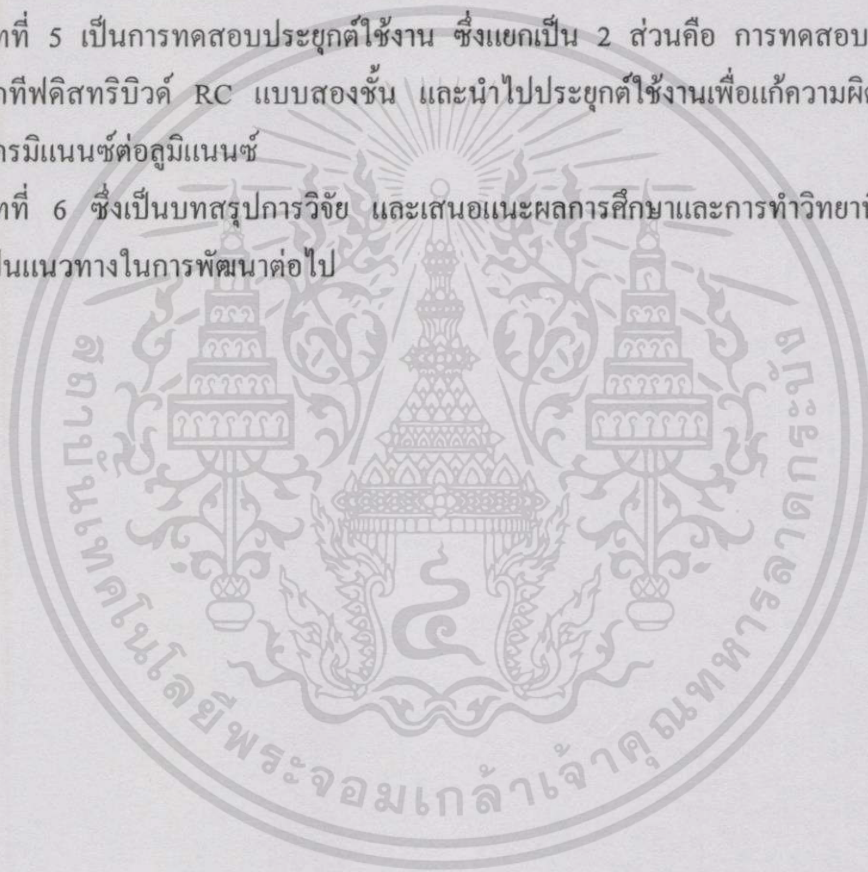 ทที่ 5 เป็นการทดสอบประยุกต์ใช้งาน ซึ่งแยกเป็น 2 ส่วนคือ การทดสอบ
กทีฟดิสทริบิวด์ RC แบบสองชั้น และนำไปประยุกต์ใช้งานเพื่อแก้ความผิด
ารมิแนนซ์ต่อลูมิแนนซ์
ทที่ 6 ซึ่งเป็นบทสรุปการวิจัย และเสนอแนะผลการศึกษาและการทำวิทยานิ
ป็นแนวทางในการพัฒนาต่อไป
สถาบันเทคโนโลยีพระจอมเกล้าเจ้าคุณทหารลาดกระบัง